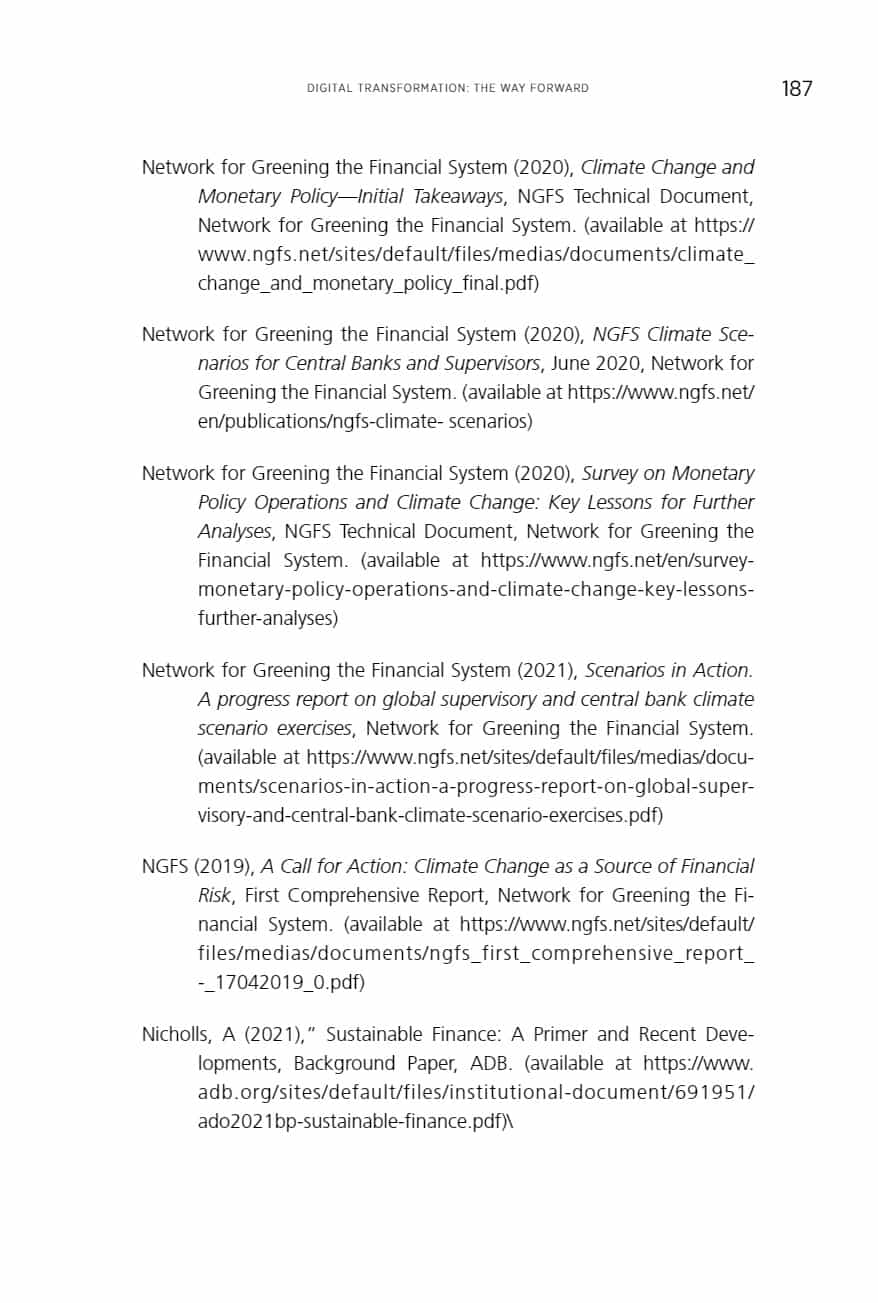 DIGITAL TRANSFORMATION: THE WAY FORWARD
187
Network for Greening the Financial System (2020), Climate Change and
Monetary Policy—Initial Takeaways, NGFS Technical Document,
Network for Greening the Financial System. (available at https://
www.ngfs.net/sites/default/files/medias/documents/climate_
change_and_monetary_policy_final.pdf)
Network for Greening the Financial System (2020), NGFS Climate Sce-
narios for Central Banks and Supervisors, June 2020, Network for
Greening the Financial System. (available at https://www.ngfs.net/
en/publications/ngfs-climate- scenarios)
Network for Greening the Financial System (2020), Survey on Monetary
Policy Operations and Climate Change: Key Lessons for Further
Analyses, NGFS Technical Document, Network for Greening the
Financial System. (available at https://www.ngfs.net/en/survey-
monetary-policy-operations-and-climate-change-key-lessons-
further-analyses)
Network for Greening the Financial System (2021), Scenarios in Action.
A progress report on global supervisory and central bank climate
scenario exercises, Network for Greening the Financial System.
(available at https://www.ngfs.net/sites/default/files/medias/docu-
ments/scenarios-in-action-a-progress-report-on-global-super-
visory-and-central-bank-climate-scenario-exercises.pdf)
NGFS (2019), A Call for Action: Climate Change as a Source of Financial
Risk, First Comprehensive Report, Network for Greening the Fi-
nancial System. (available at https://www.ngfs.net/sites/default/
files/medias/documents/ngfs_first_comprehensive_report_
-_17042019_0.pdf)
Nicholls, A (2021),” Sustainable Finance: A Primer and Recent Deve-
lopments, Background Paper, ADB. (available at https://www.
adb.org/sites/default/files/institutional-document/691951/
ado2021bp-sustainable-finance.pdf)\